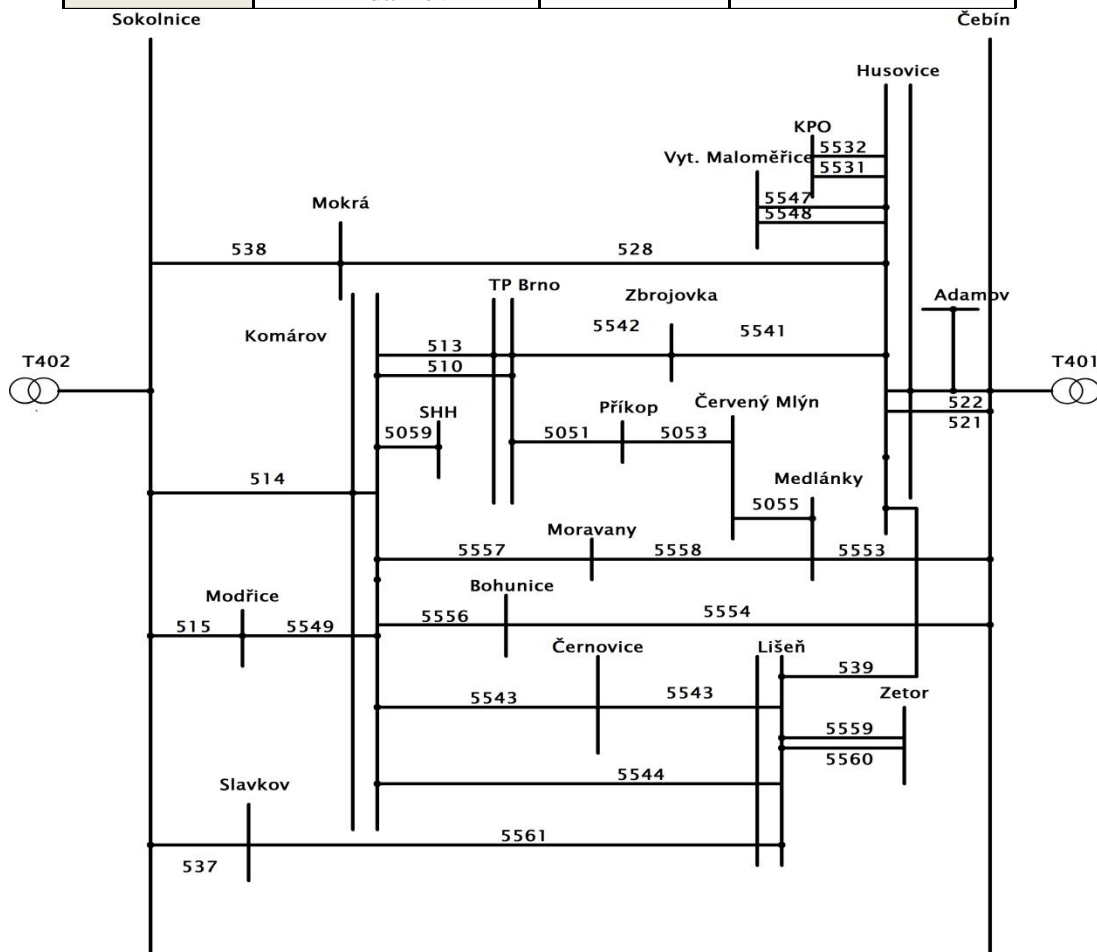 Sokolnice
Čebín
Husovice
KPO
5532
5531
Vyt. Maloměřice
5547
5548
Mokrá
538
528
TP Brno
Zbrojovka
Adamov
Komárov
513
5542
5541
510
T402
T401
SHH
Příkop
Červený Mlýn
522
521
5059
5051
5053
514
Medlánky
5055
Moravany
5557
5558
5553
Modřice
Bohunice
515
5549
5556
5554
Černovice
Lišeň
539
5543
5543
Zetor
5559
5560
Slavkov
5544
5561
537